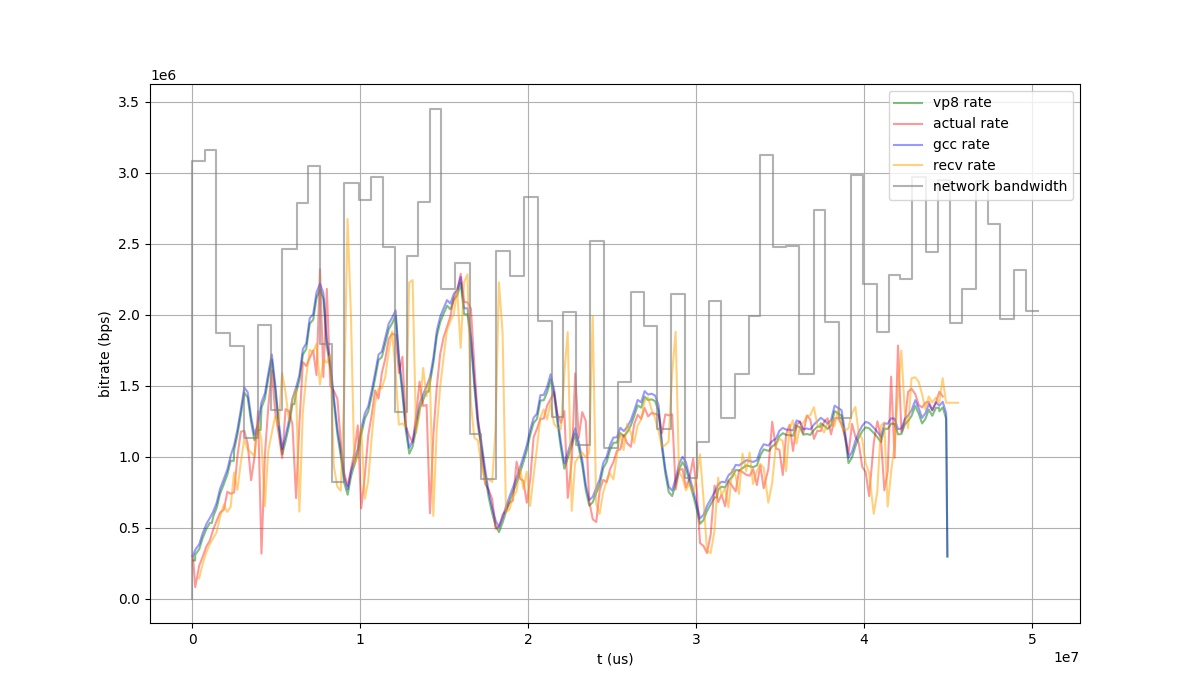 1e6
3.5
3.0
2.5
2.0
1.5
1.0
0.5
0.0
bitrate (bps)
vp8 rate
actual rate
gcc rate
recv rate
network bandwidth
0
1
2
3
4
5
t (us)
1e7